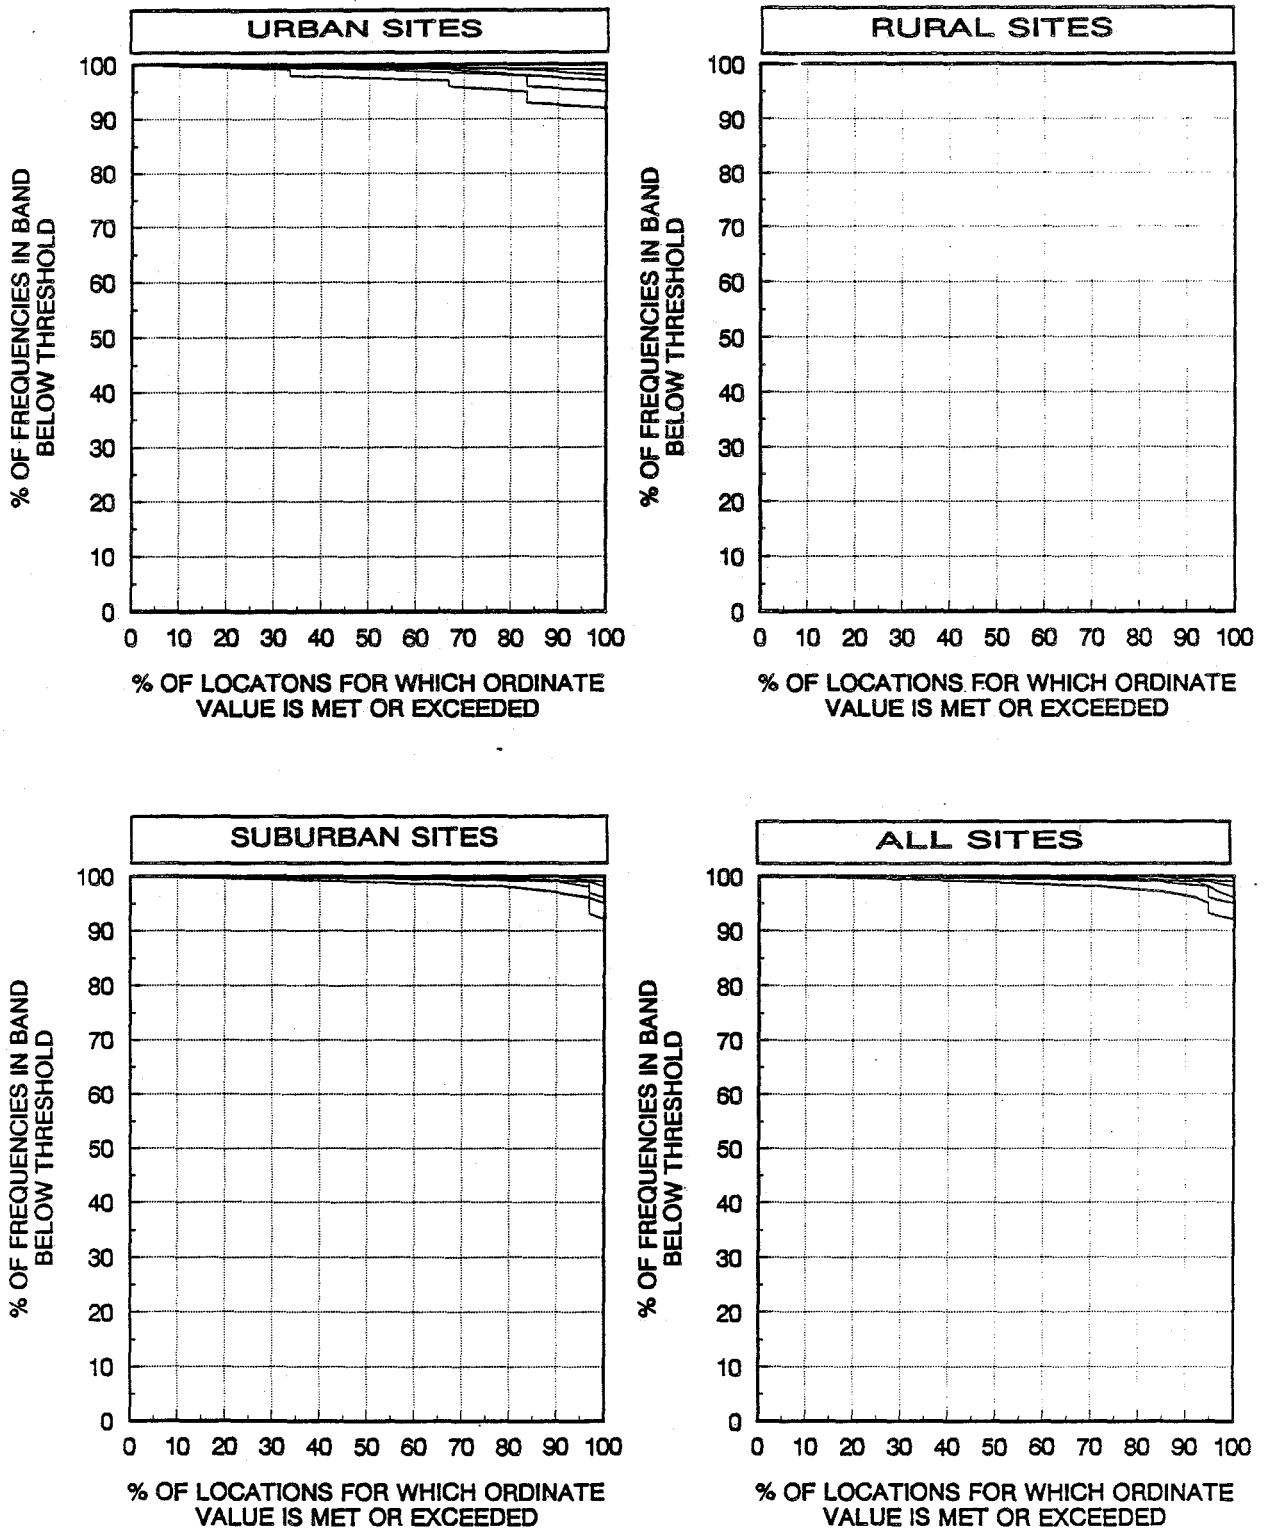 URBAN SITES
100
90
80
70
60
50
40
30
20
10
0
0 10 20 30 40 50 60 70 80 90 100
% OF FREQUENCIES IN BAND
BELOW THRESHOLD
% OF LOCATONS FOR WHICH ORDINATE
VALUE IS MET OR EXCEEDED
RURAL SITES
100
90
80
70
60
50
40
30
20
10
0
0 10 20 30 40 50 60 70 80 90 100
% OF FREQUENCIES IN BAND
BELOW THRESHOLD
% OF LOCATIONS FOR WHICH ORDINATE
VALUE IS MET OR EXCEEDED
SUBURBAN SITES
100
90
80
70
60
50
40
30
20
10
0
0 10 20 30 40 50 60 70 80 90 100
% OF FREQUENCIES IN BAND
BELOW THRESHOLD
% OF LOCATIONS FOR WHICH ORDINATE
VALUE IS MET OR EXCEEDED
ALL SITES
100
90
80
70
60
50
40
30
20
10
0
0 10 20 30 40 50 60 70 80 90 100
% OF FREQUENCIES IN BAND
BELOW THRESHOLD
% OF LOCATIONS FOR WHICH ORDINATE
VALUE IS MET OR EXCEEDED